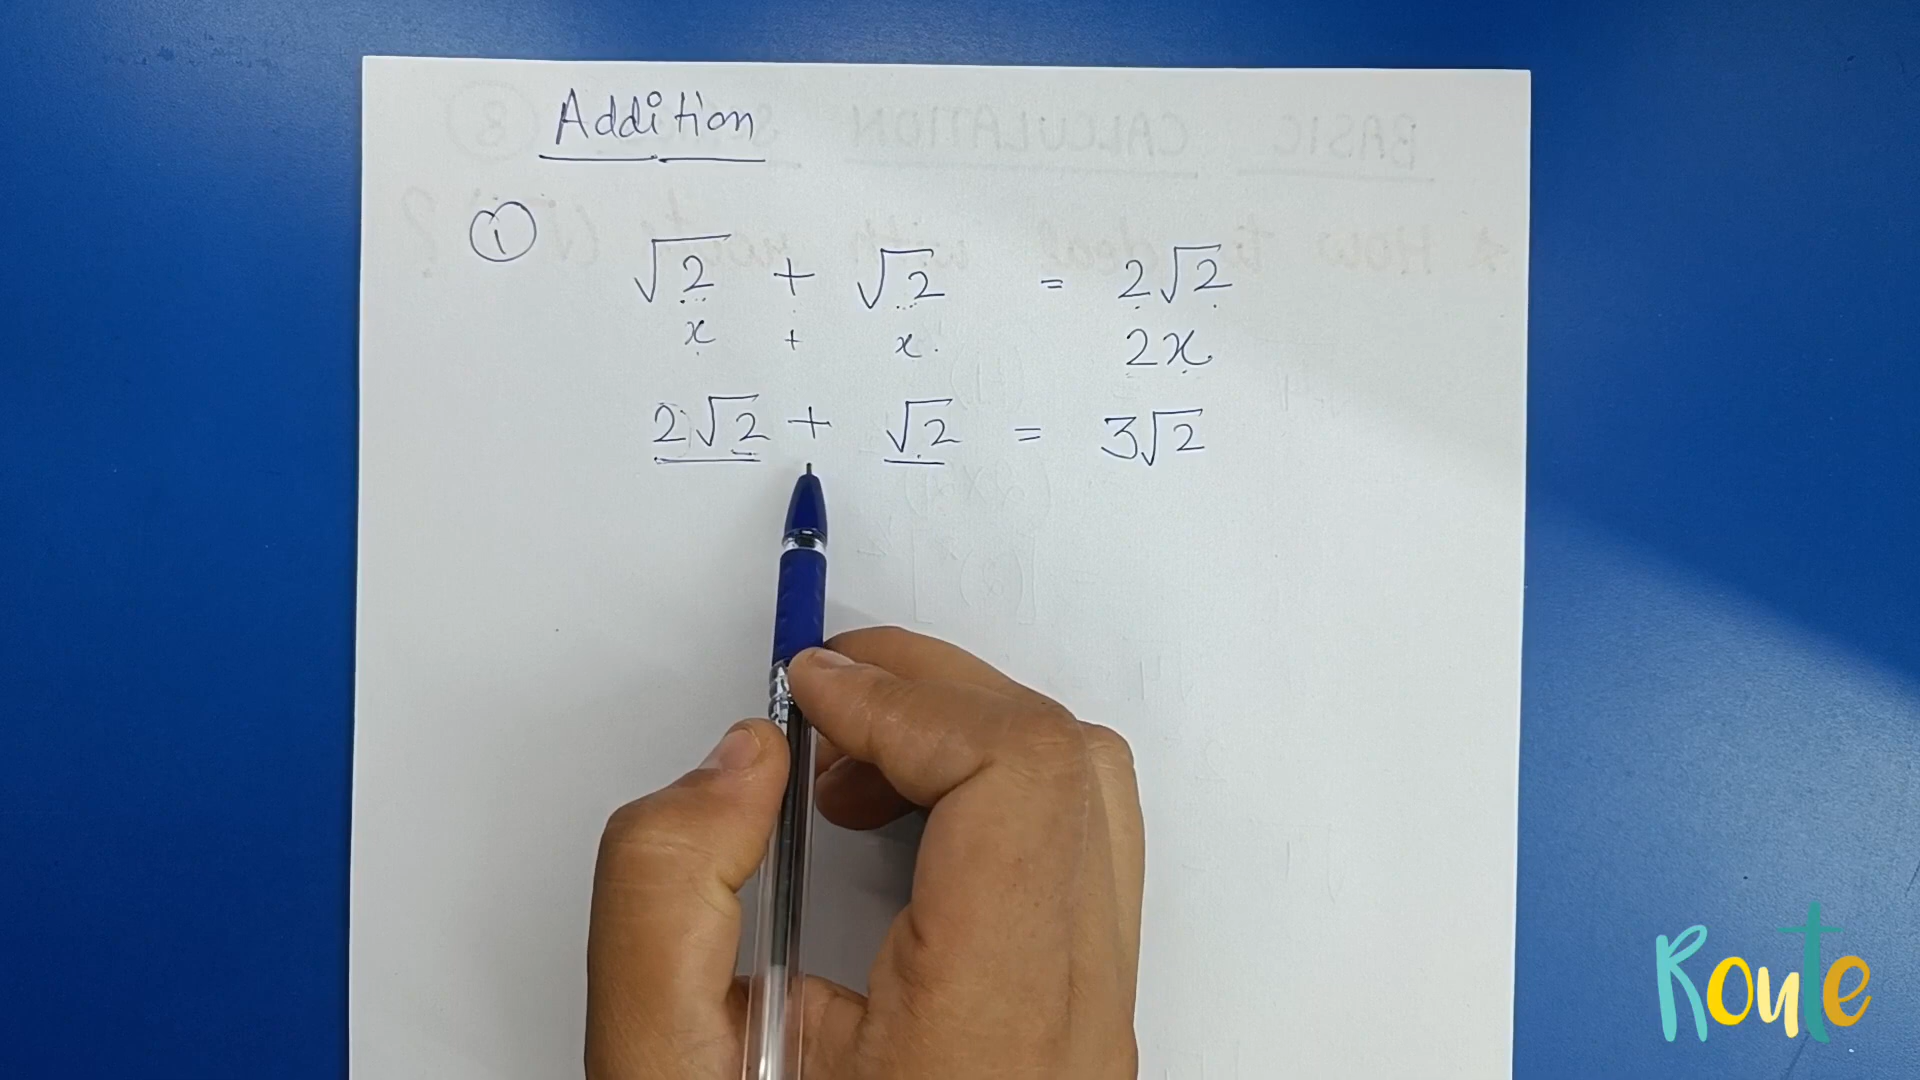 Addition
① √2 + √2 = 2√2
x + x 2x
2√2 + √2 = 3√2
Route